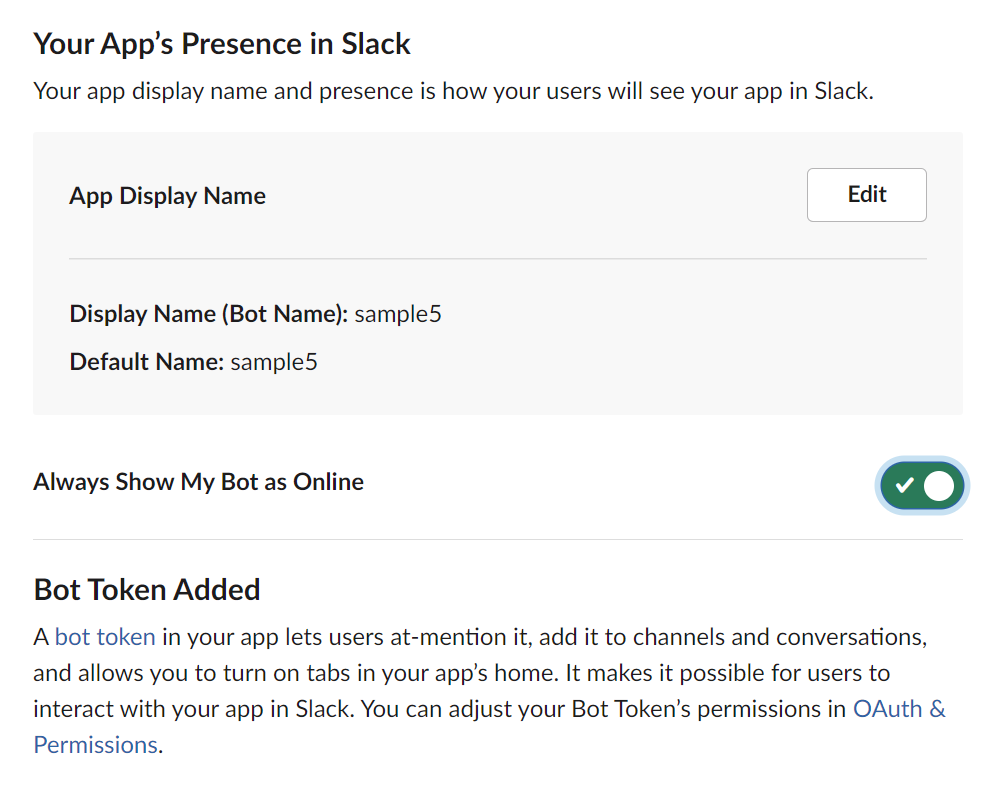 Your App’s Presence in Slack
Your app display name and presence is how your users will see your app in Slack.
App Display Name
Edit
Display Name (Bot Name): sample5
Default Name: sample5
Always Show My Bot as Online
Bot Token Added
A bot token in your app lets users at-mention it, add it to channels and conversations,
and allows you to turn on tabs in your app’s home. It makes it possible for users to
interact with your app in Slack. You can adjust your Bot Token’s permissions in OAuth &
Permissions.